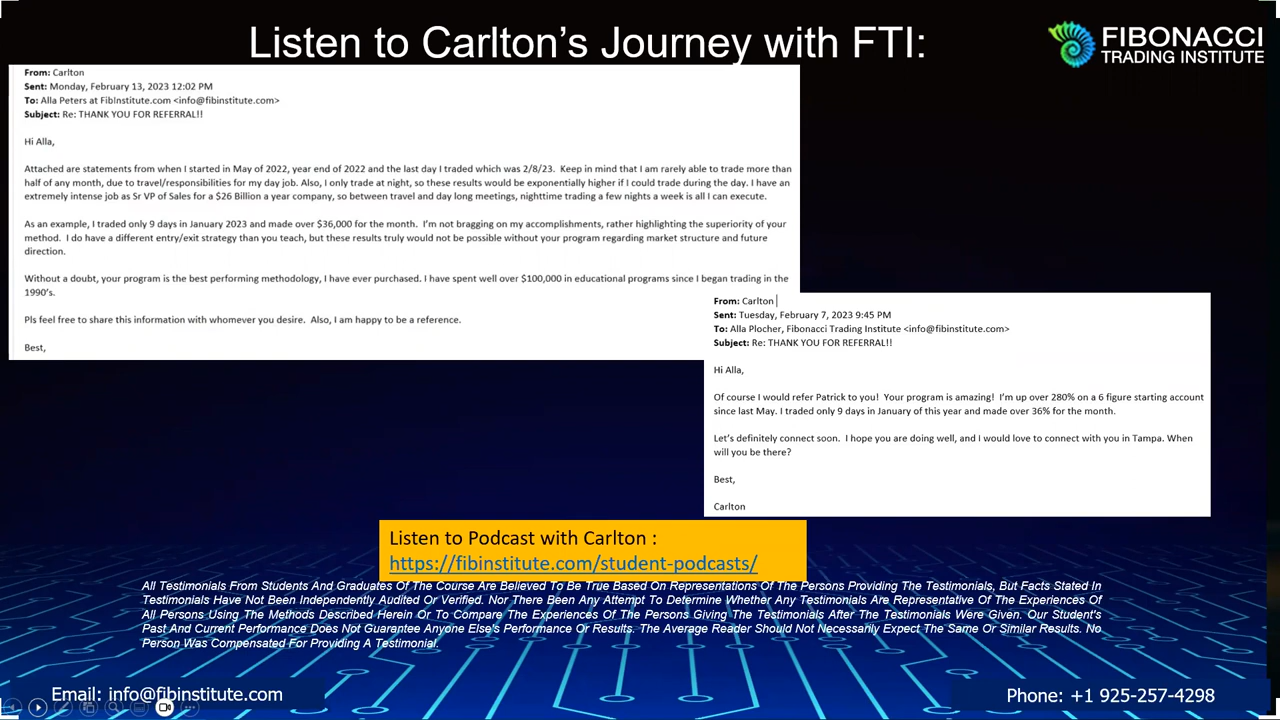 Listen to Carlton's Journey with FTI:
FIBONACCI
TRADING INSTITUTE
From: Carlton
Sent: Monday, February 13, 2023 12:02 PM
To: Alla Peters at FibInstitute.com <info@fibinstitute.com>
Subject: Re: THANK YOU FOR REFERRAL!!
Hi Alla,
Attached are statements from when I started in May of 2022, year end of 2022 and the last day I traded which was 2/8/23. Keep in mind that I am rarely able to trade more than
half of any month, due to travel/responsibilities for my day job. Also, I only trade at night, so these results would be exponentially higher if I could trade during the day. I have an
extremely intense job as Sr VP of Sales for a $26 Billion a year company, so between travel and day long meetings, nighttime trading a few nights a week is all I can execute.
As an example, I traded only 9 days in January 2023 and made over $36,000 for the month. I'm not bragging on my accomplishments, rather highlighting the superiority of your
method. I do have a different entry/exit strategy than you teach, but these results truly would not be possible without your program regarding market structure and future
direction.
Without a doubt, your program is the best performing methodology, I have ever purchased. I have spent well over $100,000 in educational programs since I began trading in the
1990's.
Pls feel free to share this information with whomever you desire. Also, I am happy to be a reference.
Best,
From: Carlton
Sent: Tuesday, February 7, 2023 9:45 PM
To: Alla Plocher, Fibonacci Trading Institute <info@fibinstitute.com>
Subject: Re: THANK YOU FOR REFERRAL!!
Hi Alla,
Of course I would refer Patrick to you! Your program is amazing! I'm up over 280% on a 6 figure starting account
since last May. I traded only 9 days in January of this year and made over 36% for the month.
Let's definitely connect soon. I hope you are doing well, and I would love to connect with you in Tampa. When
will you be there?
Best,
Carlton
Listen to Podcast with Carlton :
https://fibinstitute.com/student-podcasts/
All Testimonials From Students And Graduates Of The Course Are Believed To Be True Based On Representations Of The Persons Providing The Testimonials, But Facts Stated In
Testimonials Have Not Been Independently Audited Or Verified. Nor There Been Any Attempt To Determine Whether Any Testimonials Are Representative Of The Experiences Of
All Persons Using The Methods Described Herein Or To Compare The Experiences Of The Persons Giving The Testimonials After The Testimonials Were Given. Our Student's
Past And Current Performance Does Not Guarantee Anyone Else's Performance Or Results. The Average Reader Should Not Necessarily Expect The Same Or Similar Results. No
Person Was Compensated For Providing A Testimonial.
Email: info@fibinstitute.com
Phone: +1 925-257-4298